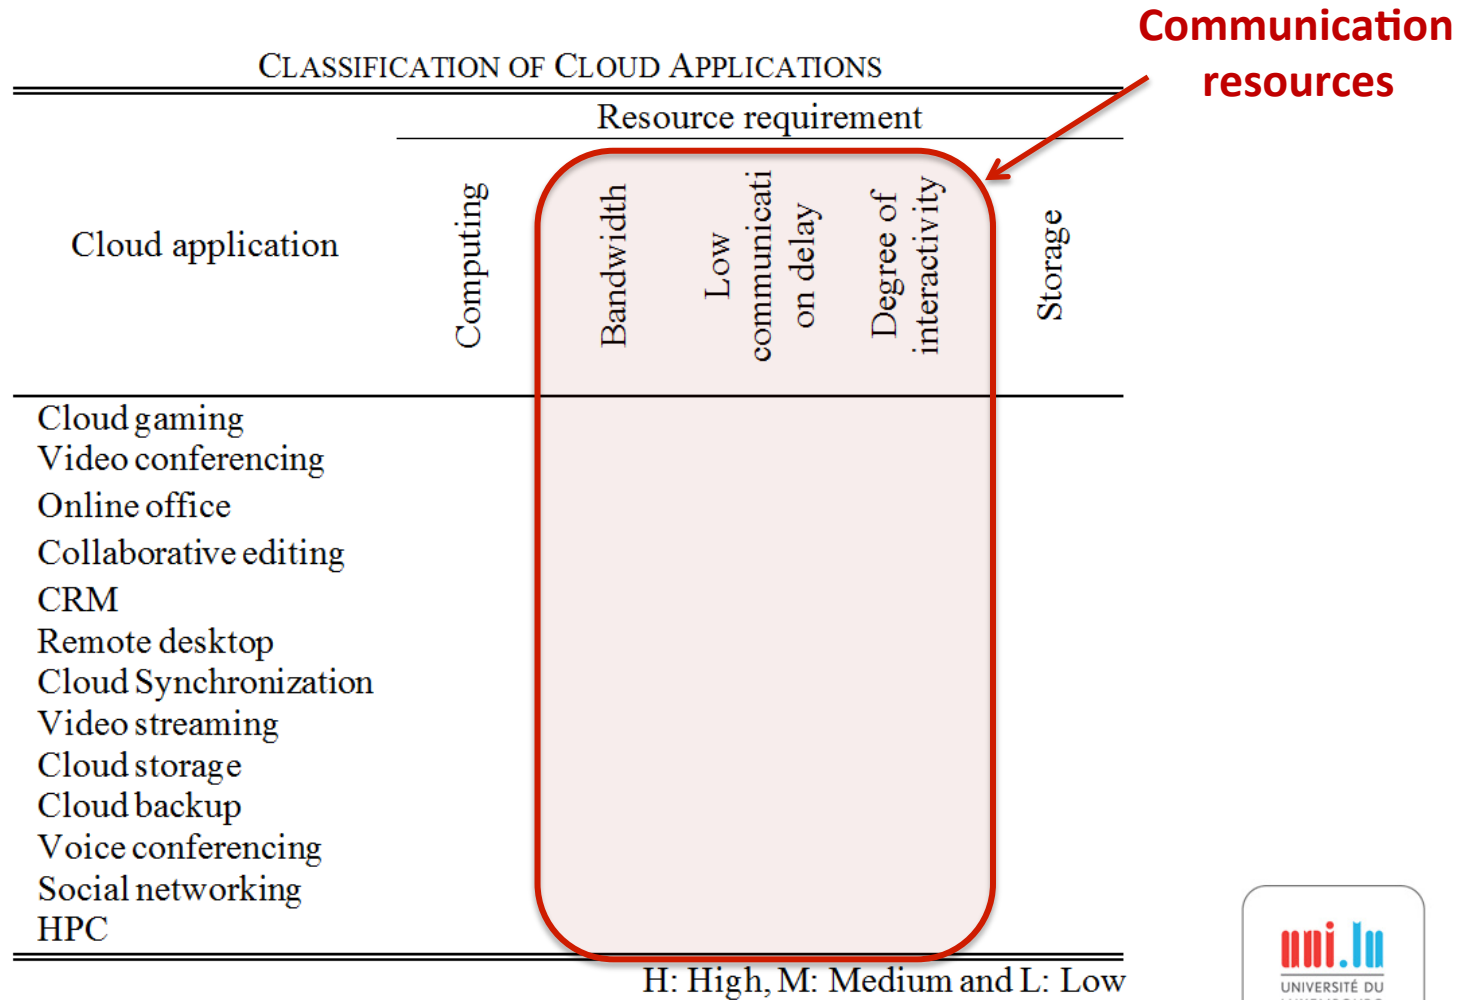 Communication
resources
CLASSIFICATION OF CLOUD APPLICATIONS
Resource requirement
Cloud application
Computing
Bandwidth
Low
communicati
on delay
Degree of
interactivity
Storage
Cloud gaming
Video conferencing
Online office
Collaborative editing
CRM
Remote desktop
Cloud Synchronization
Video streaming
Cloud storage
Cloud backup
Voice conferencing
Social networking
HPC
H: High, M: Medium and L: Low
uni.lu
UNIVERSITÉ DU